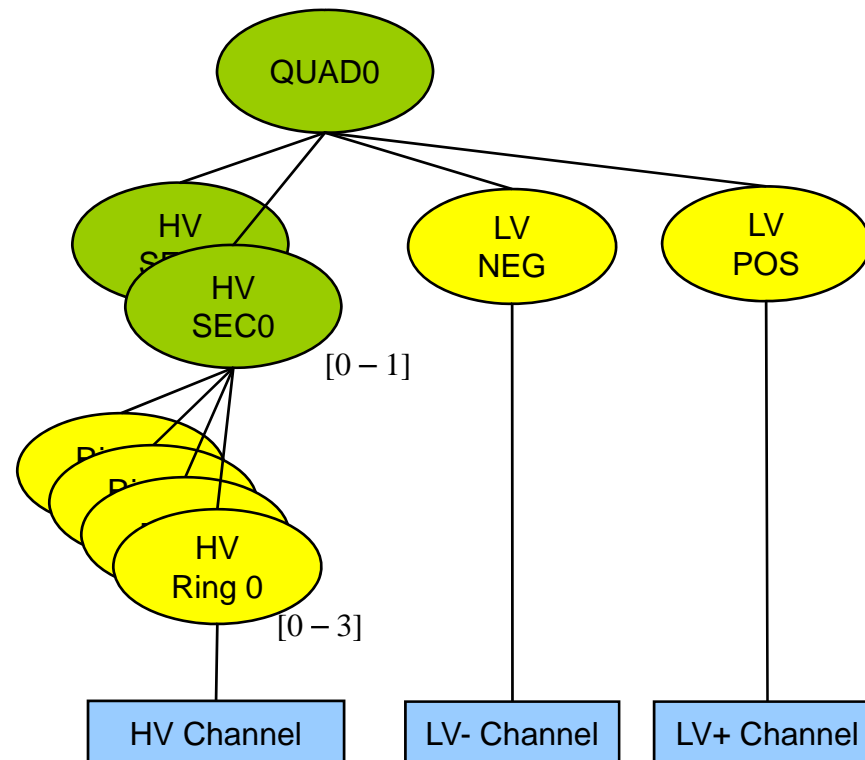 QUAD0
HV
HV
SEC0
[0 – 1]
LV
NEG
LV
POS
HV
Ring 0
[0 – 3]
HV Channel
LV- Channel
LV+ Channel